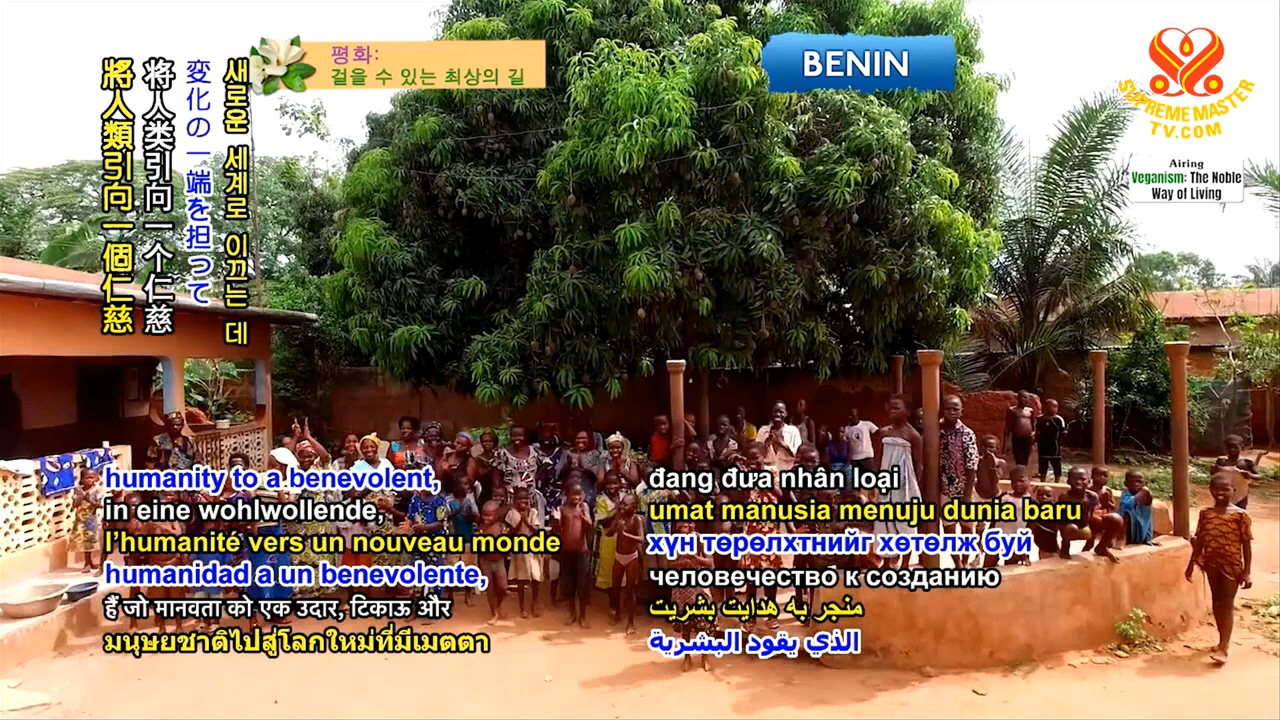 평화:
걸을 수 있는 최상의 길
BENIN
SUPREME MASTER
TV.COM
Airing
Veganism: The Noble
Way of Living
새로운 세계로 이끄는 데
変化の一端を担って
将人类引向一个仁慈
將人類引向一個仁慈
humanity to a benevolent,
in eine wohlwollende,
l'humanité vers un nouveau monde
humanidad a un benevolente,
हैं जो मानवता को एक उदार, टिकाऊ और
มนุษยชาติไปสู่โลกใหม่ที่มีเมตตา
đang đưa nhân loại
umat manusia menuju dunia baru
хүн төрөлхтнийг хөтөлж буй
человечество к созданию
منجر به هدایت بشریت
الذي يقود البشرية